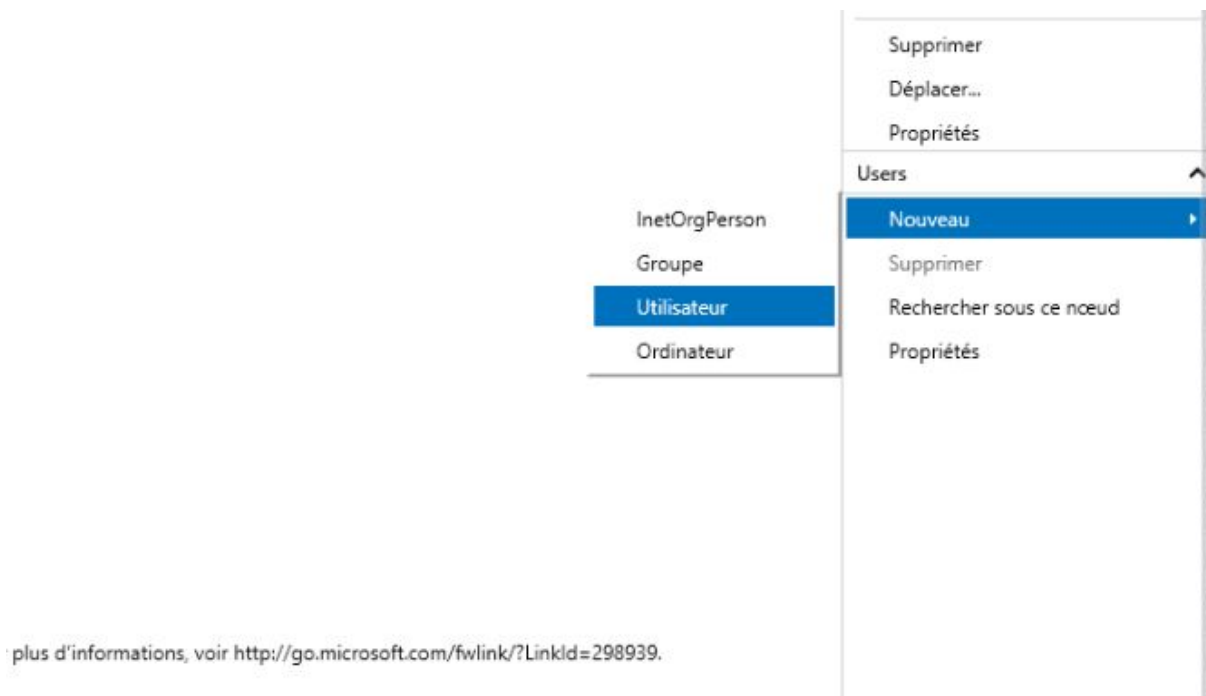 Supprimer
Déplacer...
Propriétés
Users
Nouveau
Supprimer
Rechercher sous ce nœud
Propriétés
InetOrgPerson
Groupe
Utilisateur
Ordinateur
plus d'informations, voir http://go.microsoft.com/fwlink/?LinkId=298939.